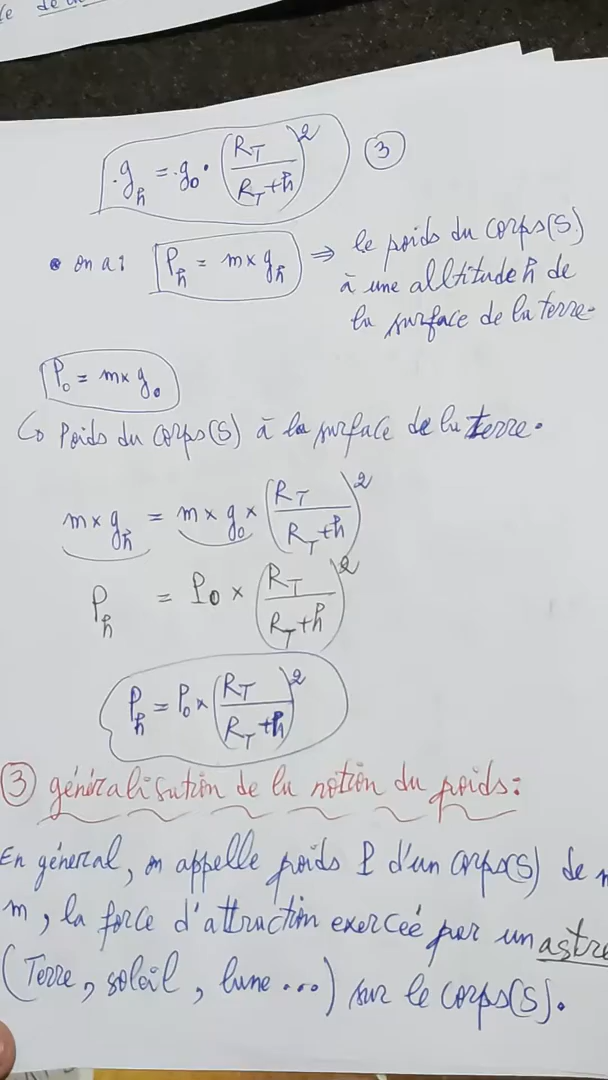 g_h = g_0 · (R_T / (R_T + h))² ③
• on a : P_h = m × g_h ⇒ le poids du corps (S)
à une alltitude h de
la surface de la terre.
P_0 = m × g_0
↳ Poids du corps (S) à la surface de la terre.
m × g_h = m × g_0 × (R_T / (R_T + h))²
P_h = P_0 × (R_T / (R_T + h))²
P_h = P_0 × (R_T / (R_T + h))²
③ généralisation de la notion du poids :
En géneral, on appelle poids P d'un corps (S) de
m, la force d'attraction exerceé par un astre
(Terre, soleil, lune ...) sur le corps (S).